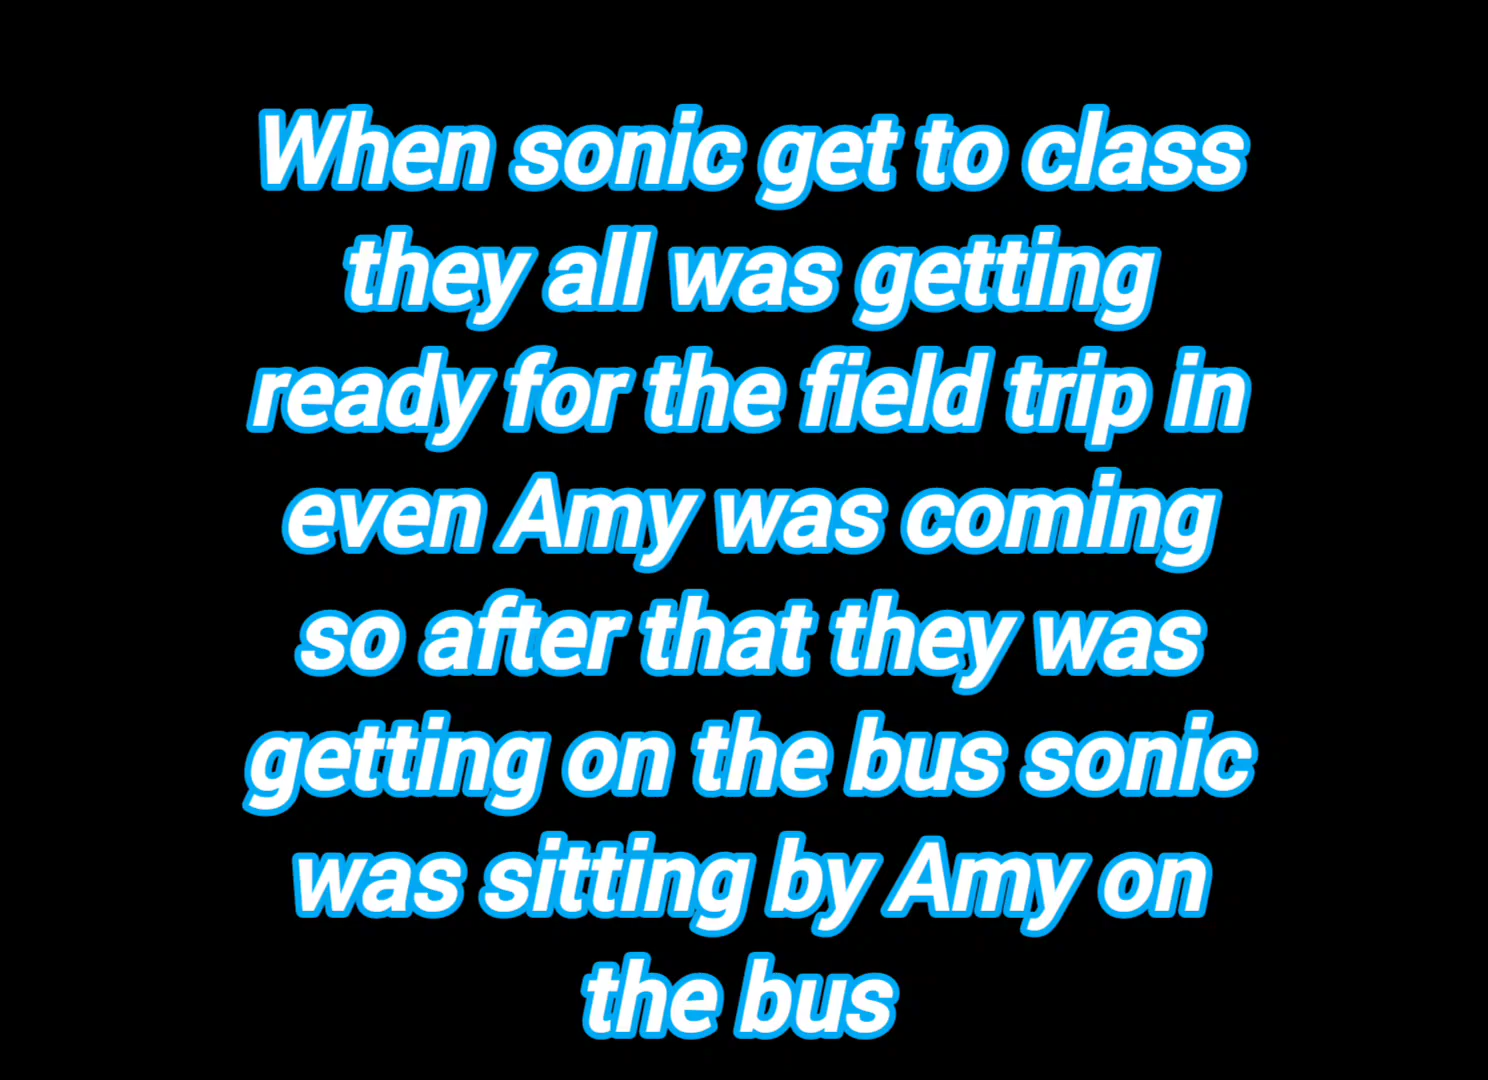 When sonic get to class
they all was getting
ready for the field trip in
even Amy was coming
so after that they was
getting on the bus sonic
was sitting by Amy on
the bus